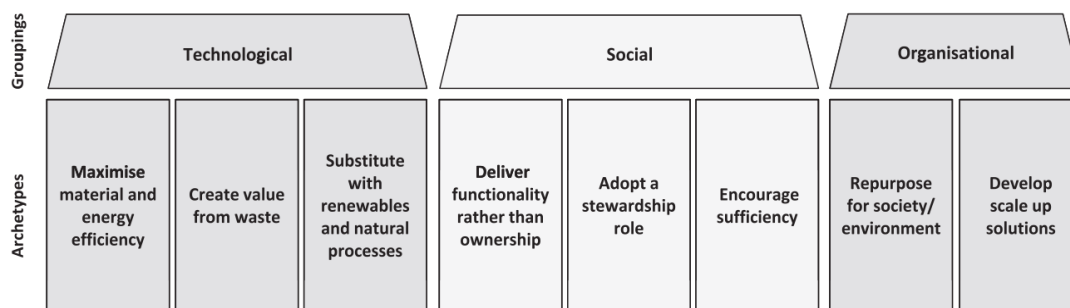 Groupings
Technological
Social
Organisational
Archetypes
Maximise
material and
energy
efficiency
Create value
from waste
Substitute
with
renewables
and natural
processes
Deliver
functionality
rather than
ownership
Adopt a
stewardship
role
Encourage
sufficiency
Repurpose
for society/
environment
Develop
scale up
solutions